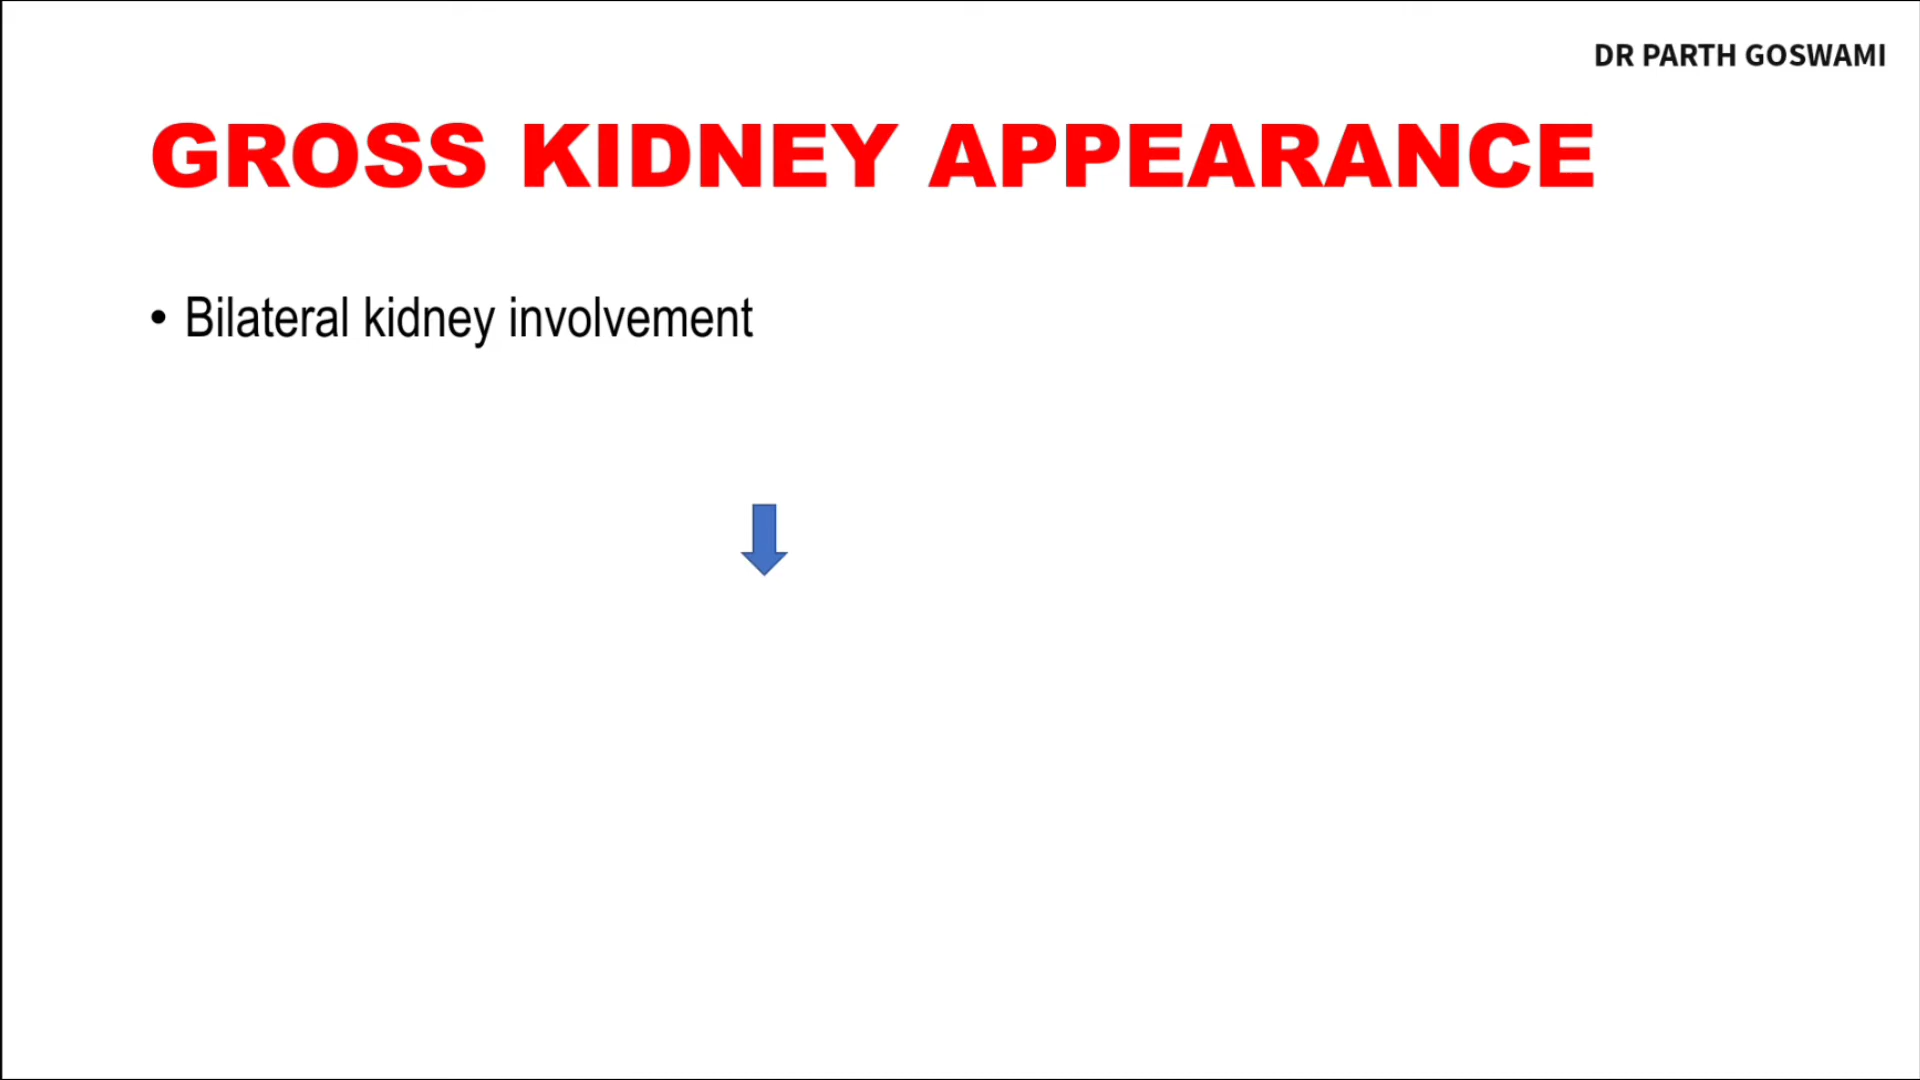 DR PARTH GOSWAMI
GROSS KIDNEY APPEARANCE
• Bilateral kidney involvement